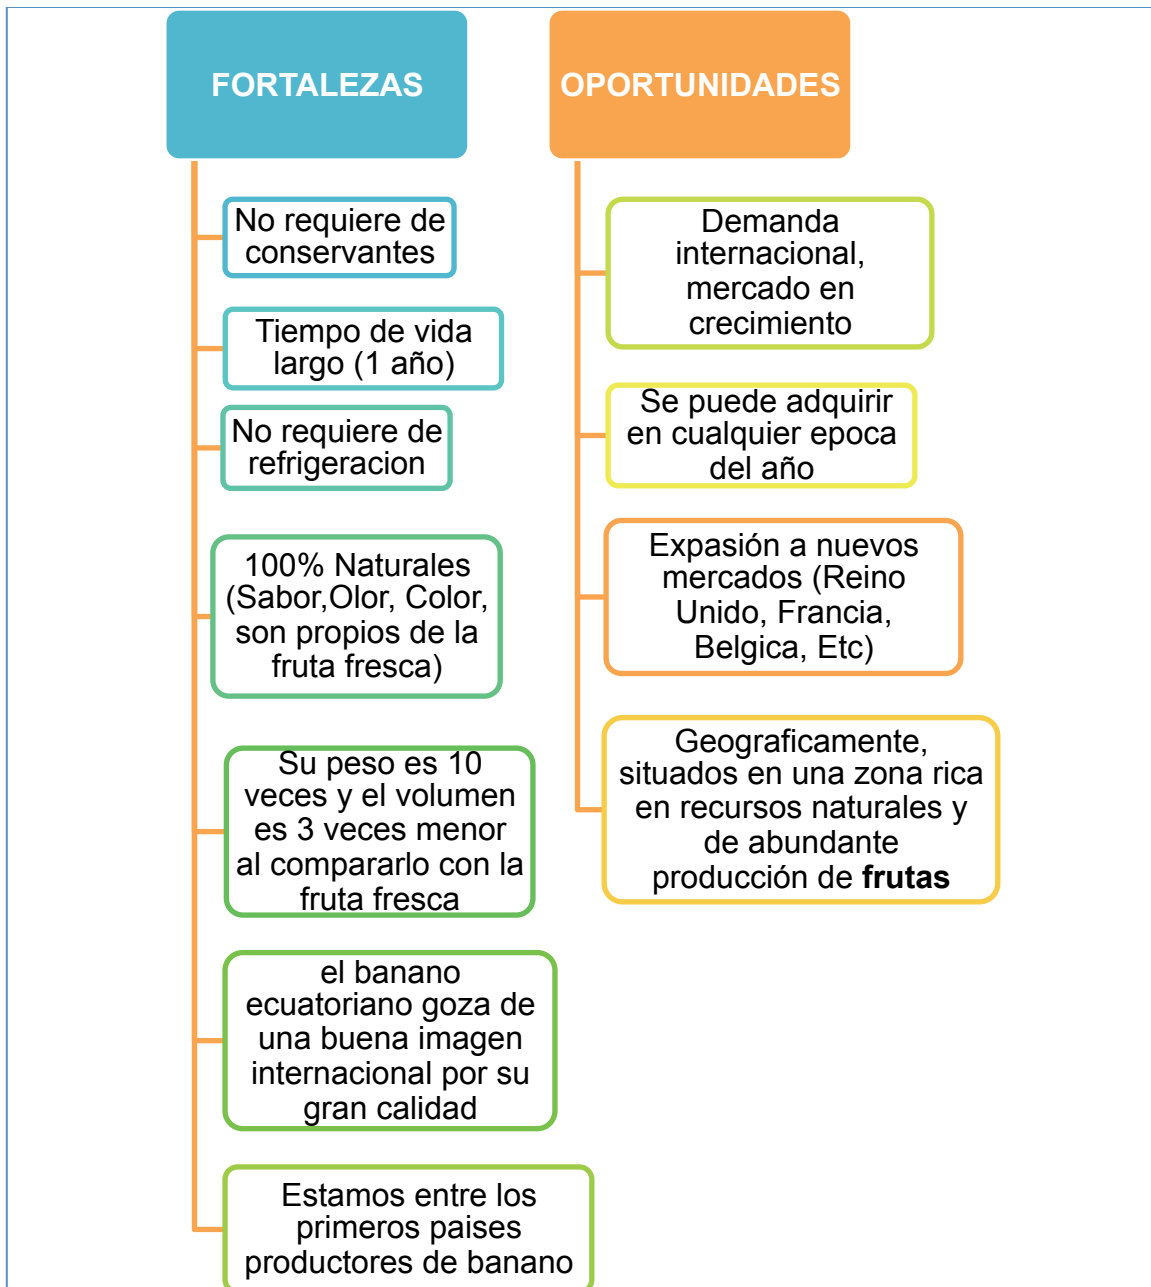 FORTALEZAS
No requiere de
conservantes
Tiempo de vida
largo (1 año)
No requiere de
refrigeracion
100% Naturales
(Sabor,Olor, Color,
son propios de la
fruta fresca)
Su peso es 10
veces y el volumen
es 3 veces menor
al compararlo con la
fruta fresca
el banano
ecuatoriano goza de
una buena imagen
internacional por su
gran calidad
Estamos entre los
primeros paises
productores de banano
OPORTUNIDADES
Demanda
internacional,
mercado en
crecimiento
Se puede adquirir
en cualquier epoca
del año
Expasión a nuevos
mercados (Reino
Unido, Francia,
Belgica, Etc)
Geograficamente,
situados en una zona rica
en recursos naturales y
de abundante
producción de frutas